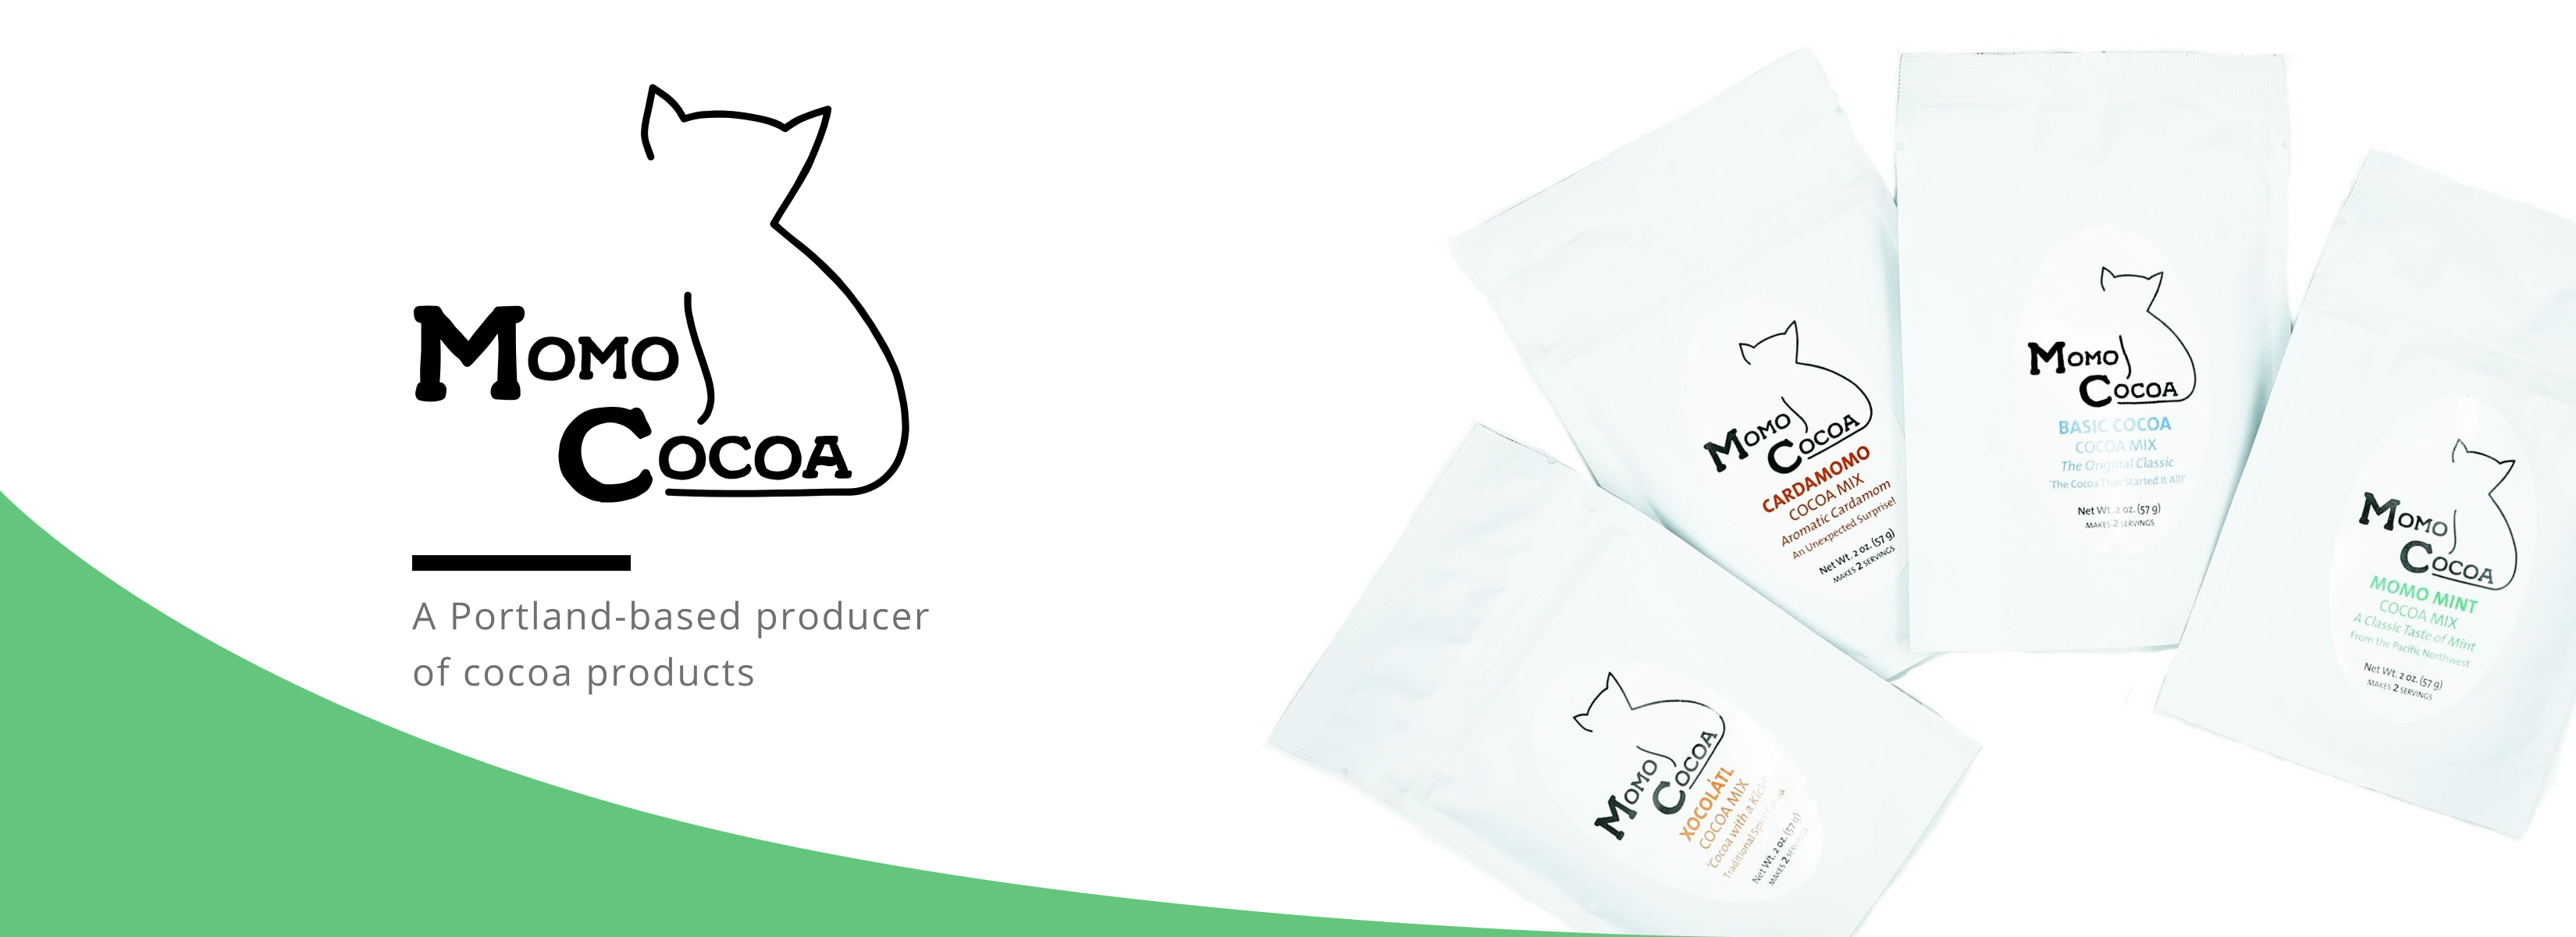 MOMO
COCOA
A Portland-based producer
of cocoa products
MOMO
COCOA
XOCOLÁTL
COCOA MIX
'Cocoa with a Kick!'
Traditional Spicy Cocoa
Net Wt. 2 oz. (57 g)
MAKES 2 SERVINGS
MOMO
COCOA
CARDAMOMO
COCOA MIX
Aromatic Cardamom
An Unexpected Surprise!
Net Wt. 2 oz. (57 g)
MAKES 2 SERVINGS
MOMO
COCOA
BASIC COCOA
COCOA MIX
The Original Classic
'The Cocoa That Started It All!'
Net Wt. 2 oz. (57 g)
MAKES 2 SERVINGS
MOMO
COCOA
MOMO MINT
COCOA MIX
A Classic Taste of Mint
From the Pacific Northwest
Net Wt. 2 oz. (57 g)
MAKES 2 SERVINGS